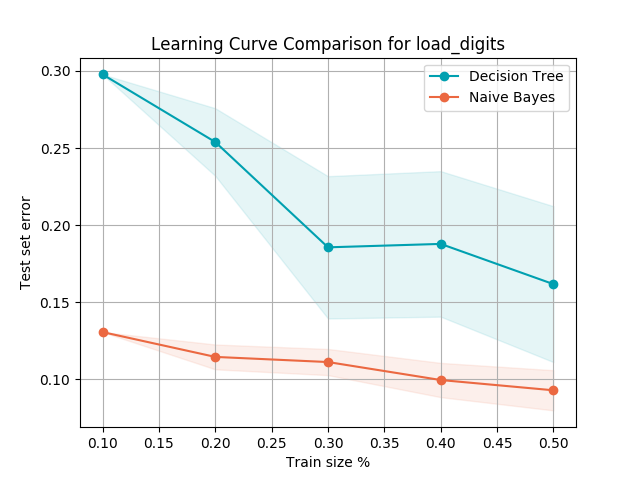 Learning Curve Comparison for load_digits
Decision Tree
Naive Bayes
Test set error
0.30
0.25
0.20
0.15
0.10
0.10 0.15 0.20 0.25 0.30 0.35 0.40 0.45 0.50
Train size %